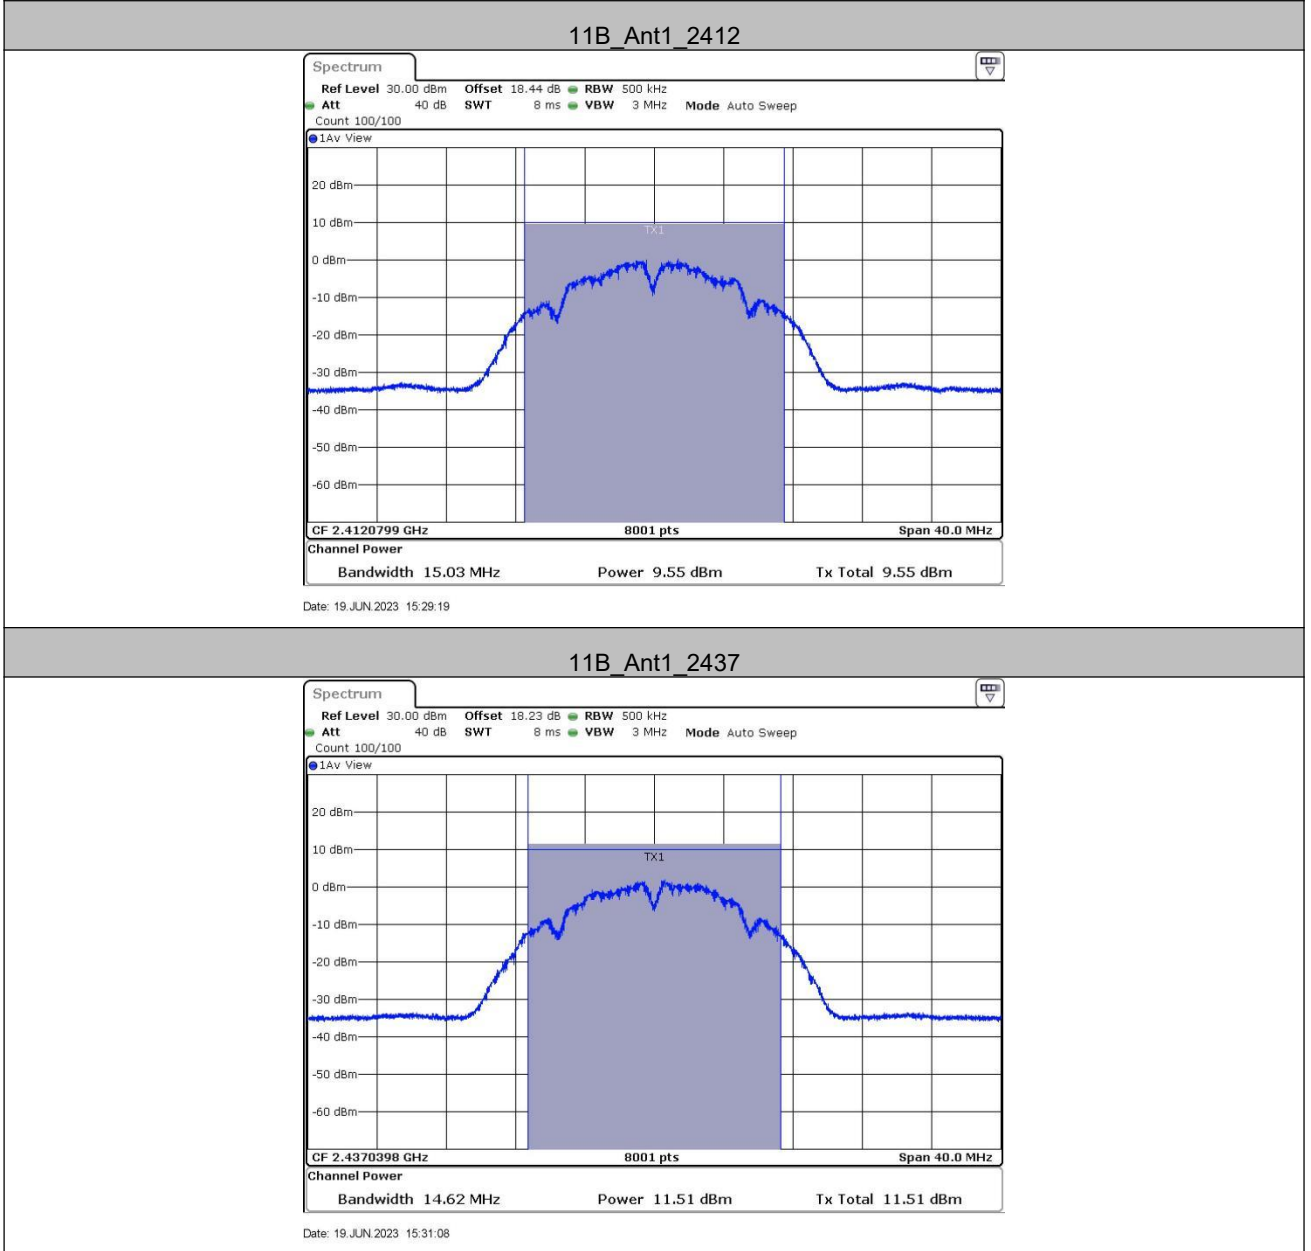 11B_Ant1_2412
Spectrum
Ref Level 30.00 dBm Offset 18.44 dB RBW 500 kHz
Att 40 dB SWT 8 ms VBW 3 MHz Mode Auto Sweep
Count 100/100
1Av View
20 dBm
10 dBm
TX1
0 dBm
-10 dBm
-20 dBm
-30 dBm
-40 dBm
-50 dBm
-60 dBm
CF 2.4120799 GHz 8001 pts Span 40.0 MHz
Channel Power
Bandwidth 15.03 MHz Power 9.55 dBm Tx Total 9.55 dBm
Date: 19.JUN.2023 15:29:19
11B_Ant1_2437
Spectrum
Ref Level 30.00 dBm Offset 18.23 dB RBW 500 kHz
Att 40 dB SWT 8 ms VBW 3 MHz Mode Auto Sweep
Count 100/100
1Av View
20 dBm
10 dBm
TX1
0 dBm
-10 dBm
-20 dBm
-30 dBm
-40 dBm
-50 dBm
-60 dBm
CF 2.4370398 GHz 8001 pts Span 40.0 MHz
Channel Power
Bandwidth 14.62 MHz Power 11.51 dBm Tx Total 11.51 dBm
Date: 19.JUN.2023 15:31:08